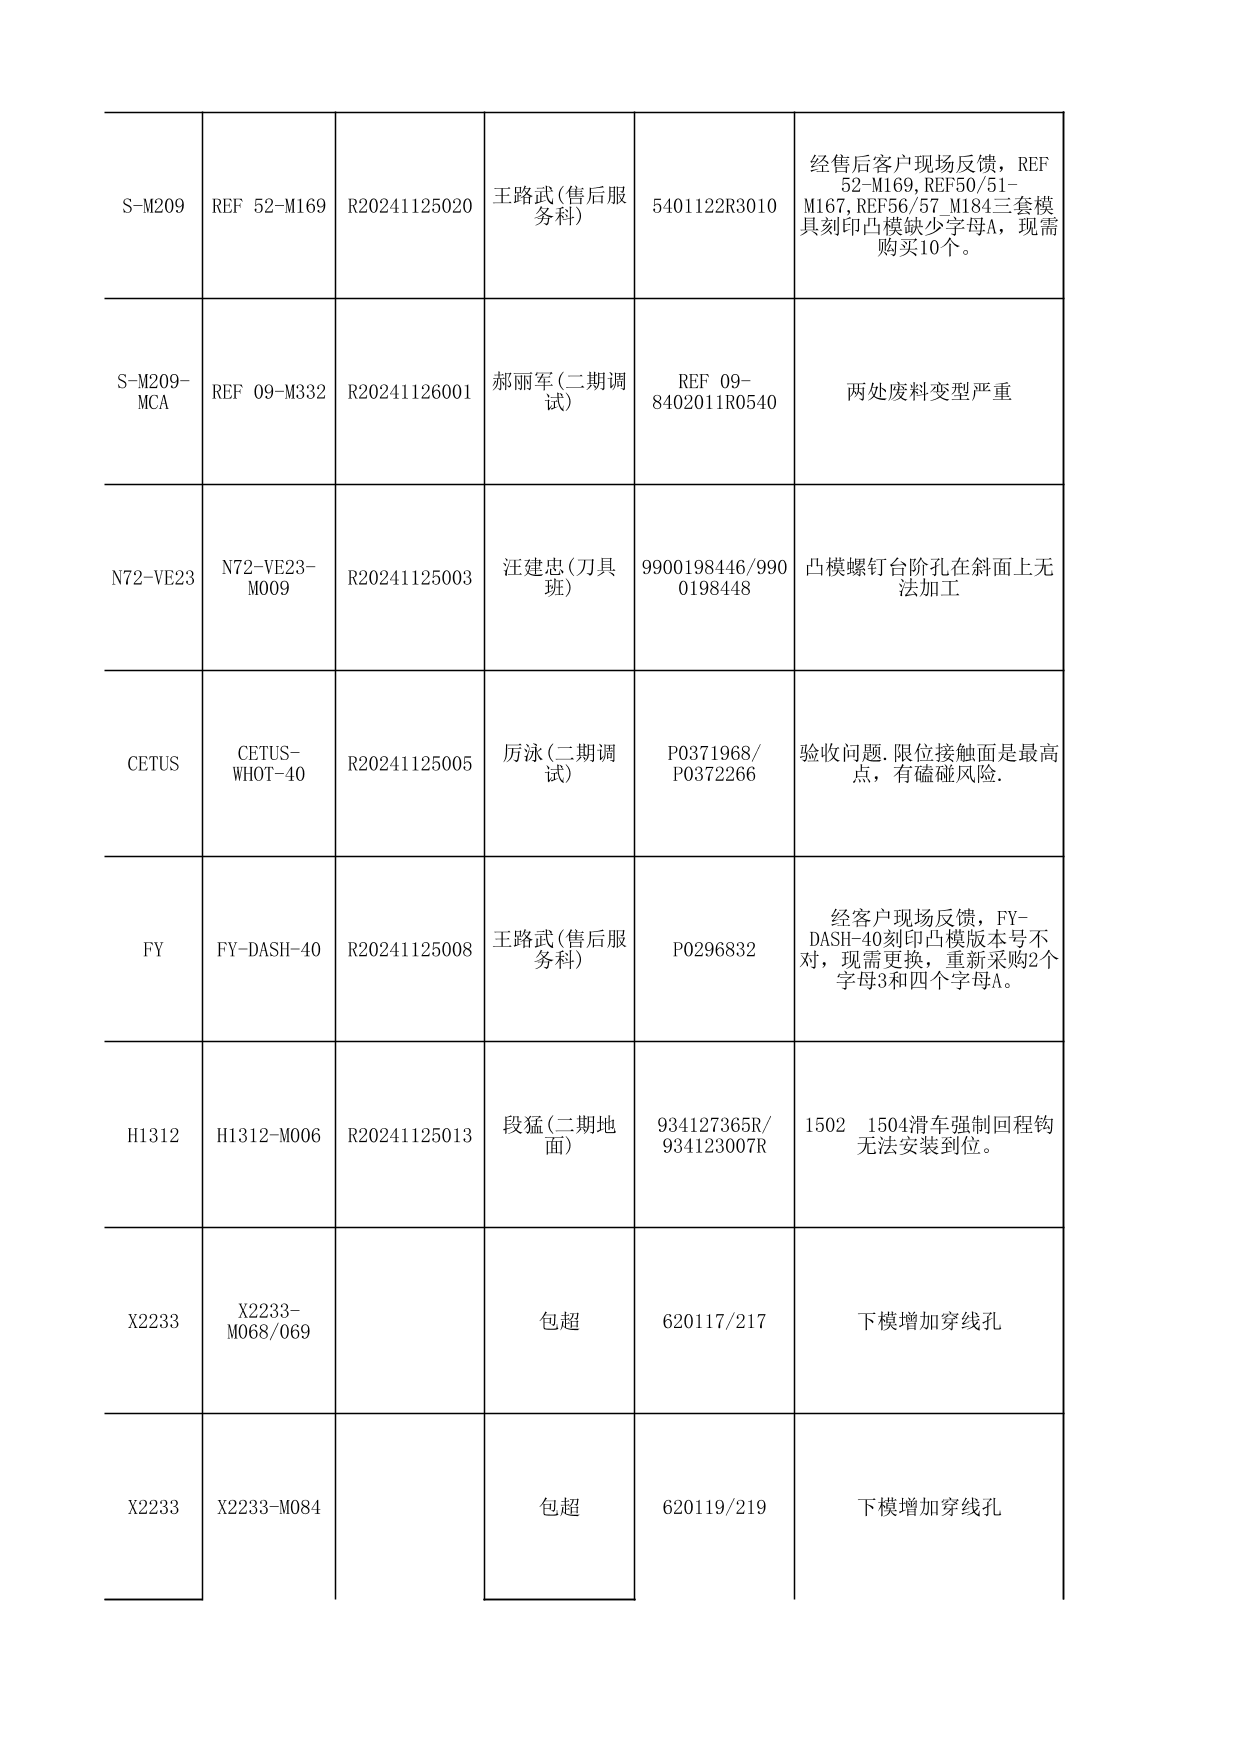 S-M209
REF 52-M169
R20241125020
王路武(售后服
务科)
5401122R3010
经售后客户现场反馈，REF
52-M169,REF50/51-
M167,REF56/57_M184三套模
具刻印凸模缺少字母A，现需
购买10个。
S-M209-
MCA
REF 09-M332
R20241126001
郝丽军(二期调
试)
REF 09-
8402011R0540
两处废料变型严重
N72-VE23
N72-VE23-
M009
R20241125003
汪建忠(刀具
班)
9900198446/990
0198448
凸模螺钉台阶孔在斜面上无
法加工
CETUS
CETUS-
WHOT-40
R20241125005
厉泳(二期调
试)
P0371968/
P0372266
验收问题.限位接触面是最高
点，有磕碰风险.
FY
FY-DASH-40
R20241125008
王路武(售后服
务科)
P0296832
经客户现场反馈，FY-
DASH-40刻印凸模版本号不
对，现需更换，重新采购2个
字母3和四个字母A。
H1312
H1312-M006
R20241125013
段猛(二期地
面)
934127365R/
934123007R
1502  1504滑车强制回程钩
无法安装到位。
X2233
X2233-
M068/069
包超
620117/217
下模增加穿线孔
X2233
X2233-M084
包超
620119/219
下模增加穿线孔